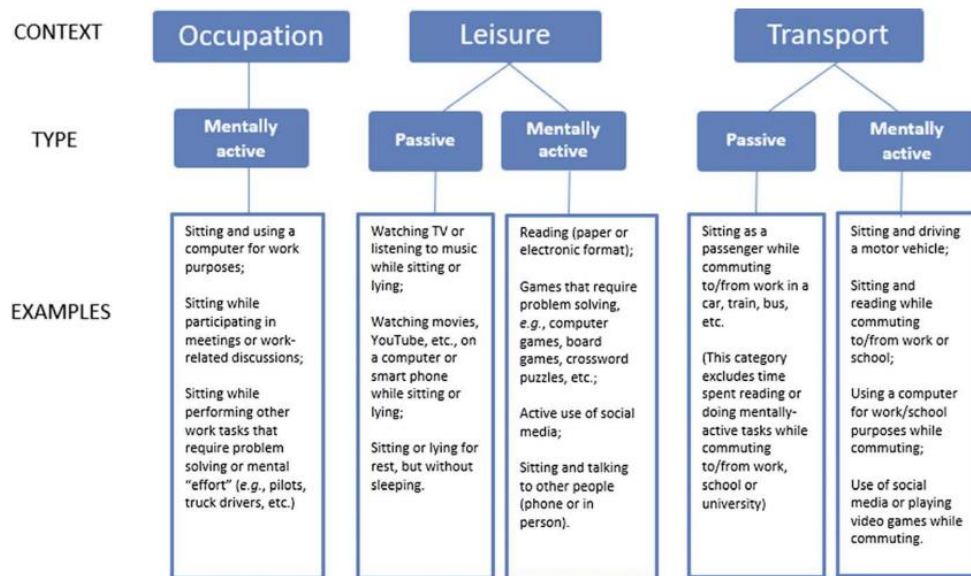 CONTEXT
Occupation
Leisure
Transport
TYPE
Mentally
active
Passive
Mentally
active
Passive
Mentally
active
EXAMPLES
Sitting and using a
computer for work
purposes;
Sitting while
participating in
meetings or work-
related discussions;
Sitting while
performing other
work tasks that
require problem
solving or mental
“effort” (e.g., pilots,
truck drivers, etc.)
Watching TV or
listening to music
while sitting or
lying;
Watching movies,
YouTube, etc., on
a computer or
smart phone
while sitting or
lying;
Sitting or lying for
rest, but without
sleeping.
Reading (paper or
electronic format);
Games that require
problem solving,
e.g., computer
games, board
games, crossword
puzzles, etc.;
Active use of social
media;
Sitting and talking
to other people
(phone or in
person).
Sitting as a
passenger while
commuting
to/from work in a
car, train, bus,
etc.
(This category
excludes time
spent reading or
doing mentally-
active tasks while
commuting
to/from work,
school or
university)
Sitting and driving
a motor vehicle;
Sitting and
reading while
commuting
to/from work or
school;
Using a computer
for work/school
purposes while
commuting;
Use of social
media or playing
video games while
commuting.